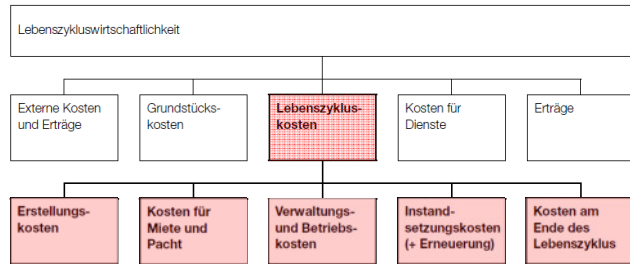 Lebenszykluswirtschaftlichkeit
Externe Kosten
und Erträge
Grundstücks-
kosten
Lebenszyklus-
kosten
Kosten für
Dienste
Erträge
Erstellungs-
kosten
Kosten für
Miete und
Pacht
Verwaltungs-
und Betriebs-
kosten
Instand-
setzungskosten
(+ Erneuerung)
Kosten am
Ende des
Lebenszyklus